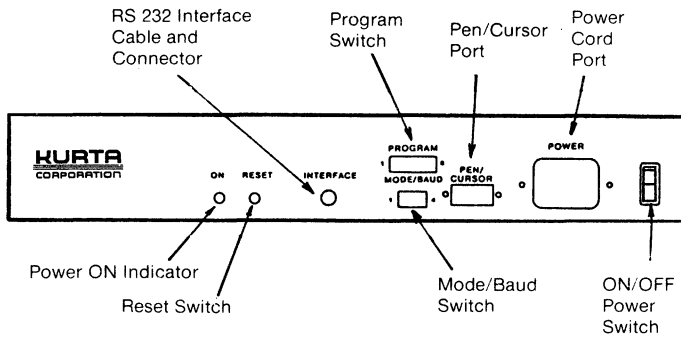 RS 232 Interface
Cable and
Connector
Program
Switch
Pen/Cursor
Port
Power
Cord
Port
KURTA
CORPORATION
ON
RESET
INTERFACE
PROGRAM
1
8
MODE/BAUD
1
4
PEN/
CURSOR
POWER
Power ON Indicator
Reset Switch
Mode/Baud
Switch
ON/OFF
Power
Switch